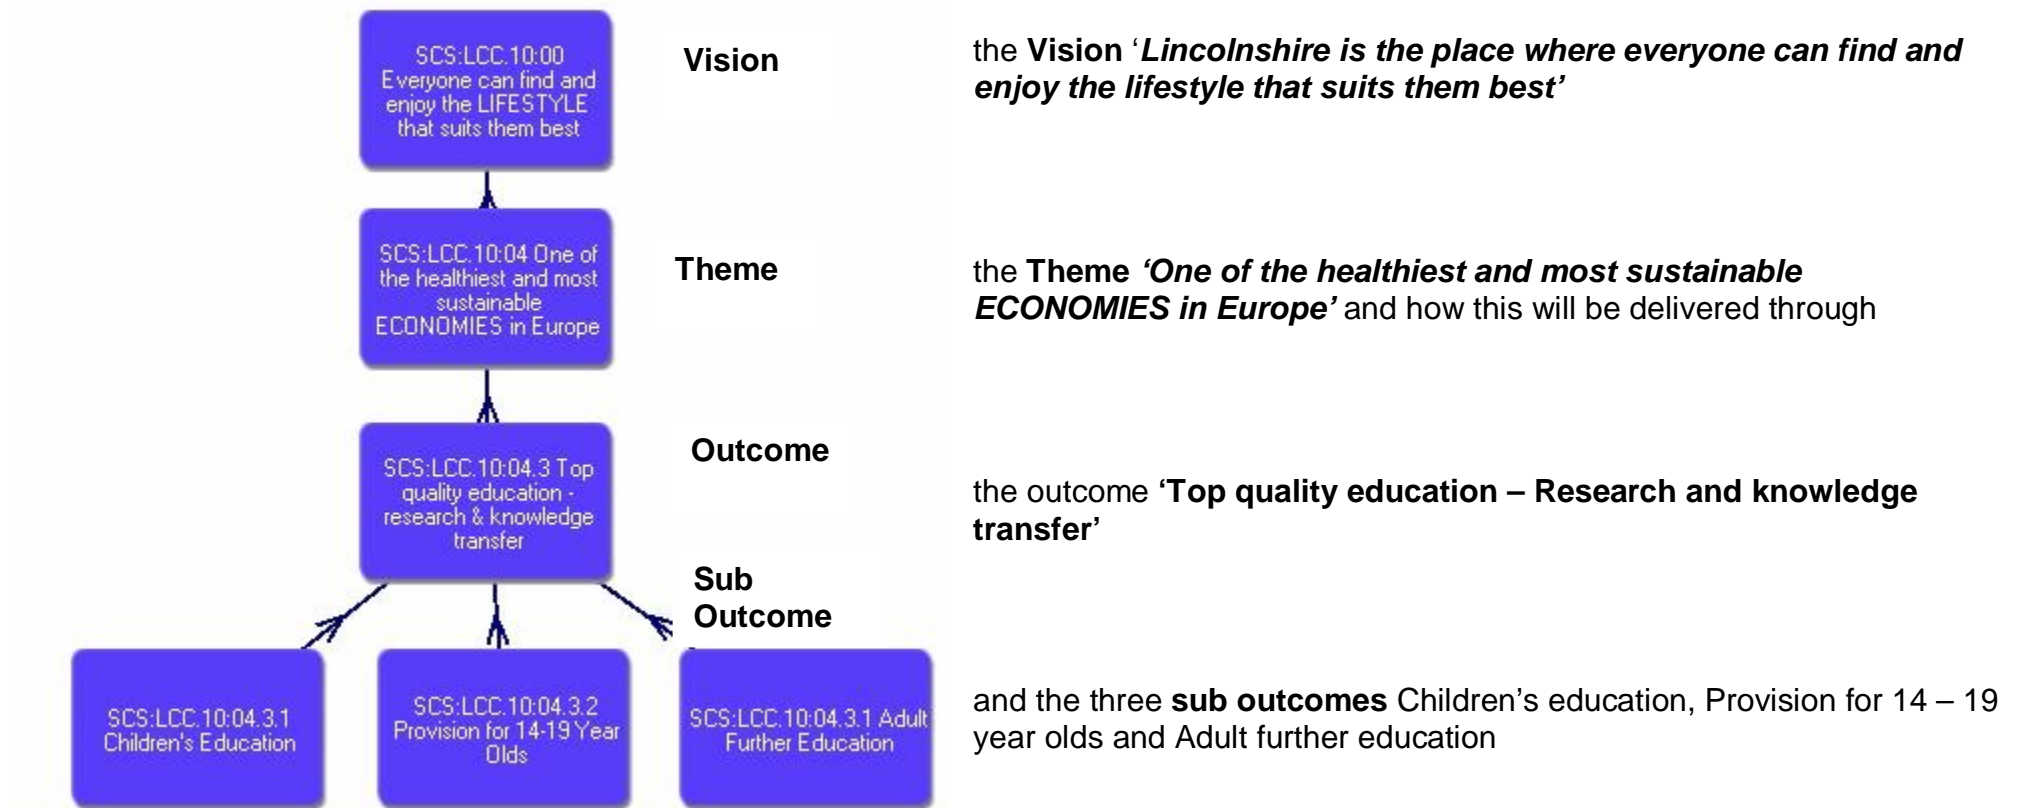 SCS:LCC.10:00
Everyone can find and
enjoy the LIFESTYLE
that suits them best
Vision
the Vision ‘Lincolnshire is the place where everyone can find and
enjoy the lifestyle that suits them best’
SCS:LCC.10:04 One of
the healthiest and most
sustainable
ECONOMIES in Europe
Theme
the Theme ‘One of the healthiest and most sustainable
ECONOMIES in Europe’ and how this will be delivered through
SCS:LCC.10:04.3 Top
quality education -
research & knowledge
transfer
Outcome
the outcome ‘Top quality education – Research and knowledge
transfer’
Sub
Outcome
SCS:LCC.10:04.3.1
Children's Education
SCS:LCC.10:04.3.2
Provision for 14-19 Year
Olds
SCS:LCC.10:04.3.1 Adult
Further Education
and the three sub outcomes Children’s education, Provision for 14 – 19
year olds and Adult further education